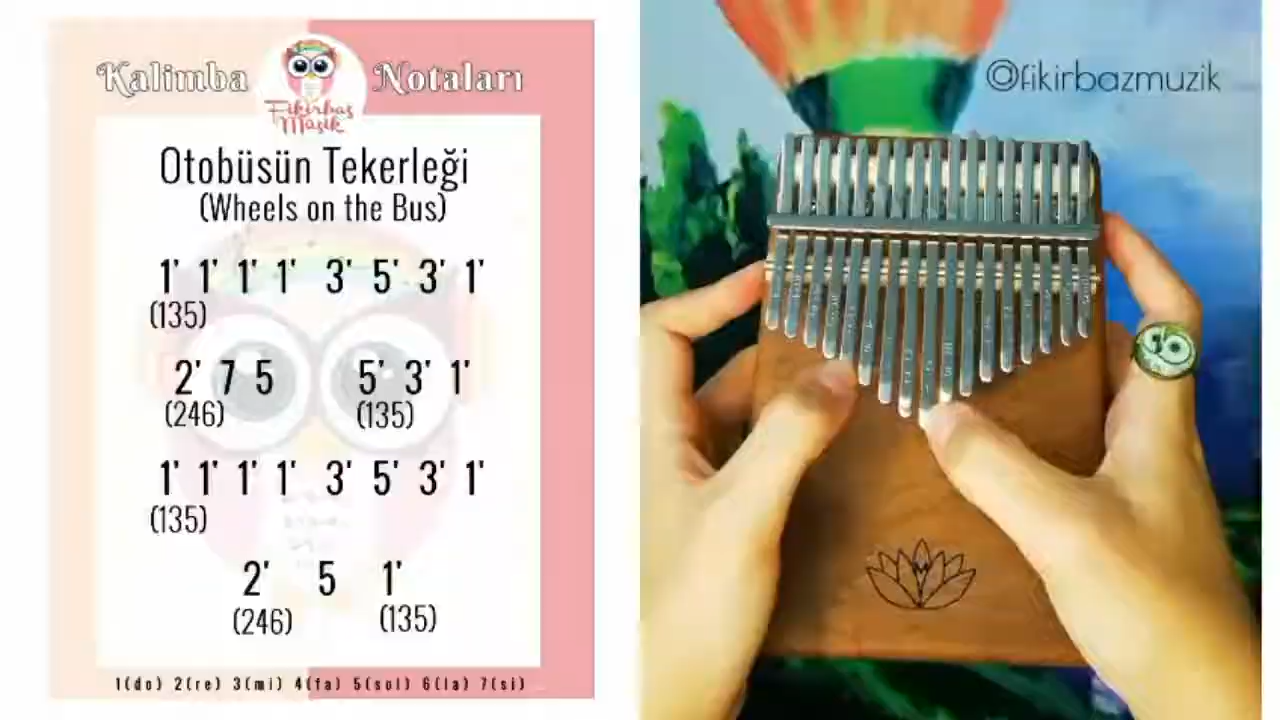 Kalimba Notaları
Fikirbaz
Müzik
Otobüsün Tekerleği
(Wheels on the Bus)
1' 1' 1' 1' 3' 5' 3' 1'
(135)
2' 7 5 5' 3' 1'
(246) (135)
1' 1' 1' 1' 3' 5' 3' 1'
(135)
2' 5 1'
(246) (135)
1(do) 2(re) 3(mi) 4(fa) 5(sol) 6(la) 7(si)
@fikirbazmuzik